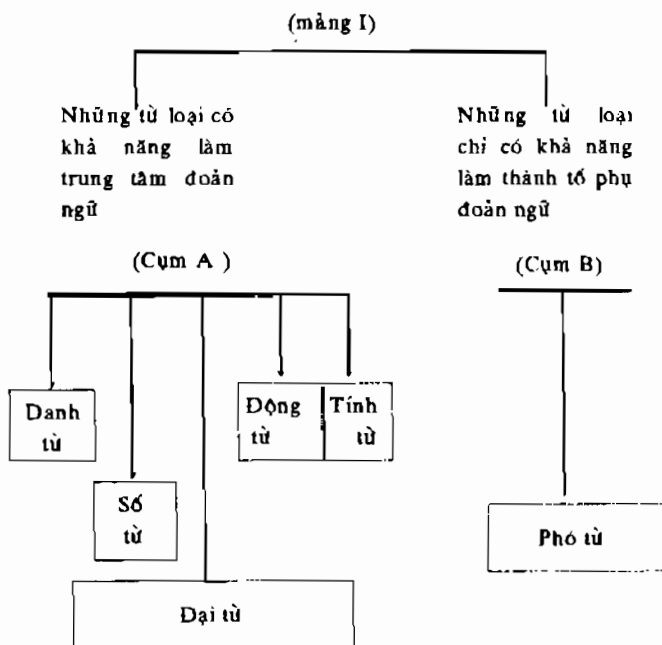 (mảng I)
Những từ loại có
khả năng làm
trung tâm đoản
ngữ
Những từ loại
chỉ có khả năng
làm thành tố phụ
đoản ngữ
(Cụm A )
(Cụm B)
Danh
từ
Động
từ
Tính
từ
Số
từ
Phó từ
Đại từ